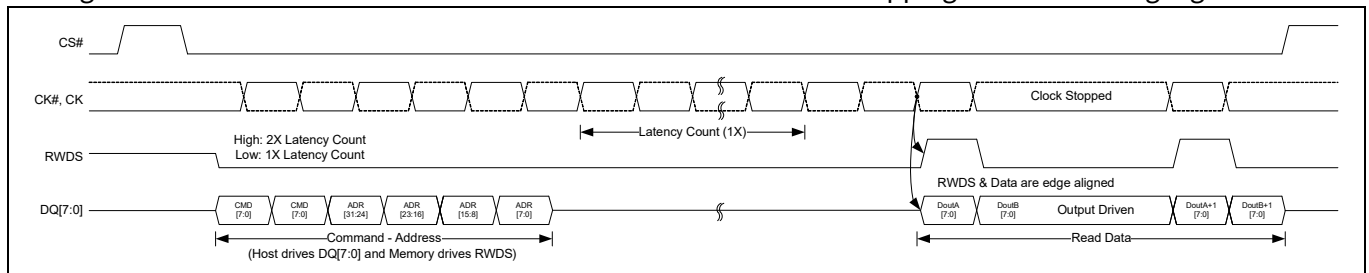 CS#
CK#, CK
Clock Stopped
Latency Count (1X)
High: 2X Latency Count
Low: 1X Latency Count
RWDS
RWDS & Data are edge aligned
DQ[7:0]
CMD [7:0]
CMD [7:0]
ADR [31:24]
ADR [23:16]
ADR [15:8]
ADR [7:0]
DoutA [7:0]
DoutB [7:0]
Output Driven
DoutA+1 [7:0]
DoutB+1 [7:0]
Command - Address
Read Data
(Host drives DQ[7:0] and Memory drives RWDS)